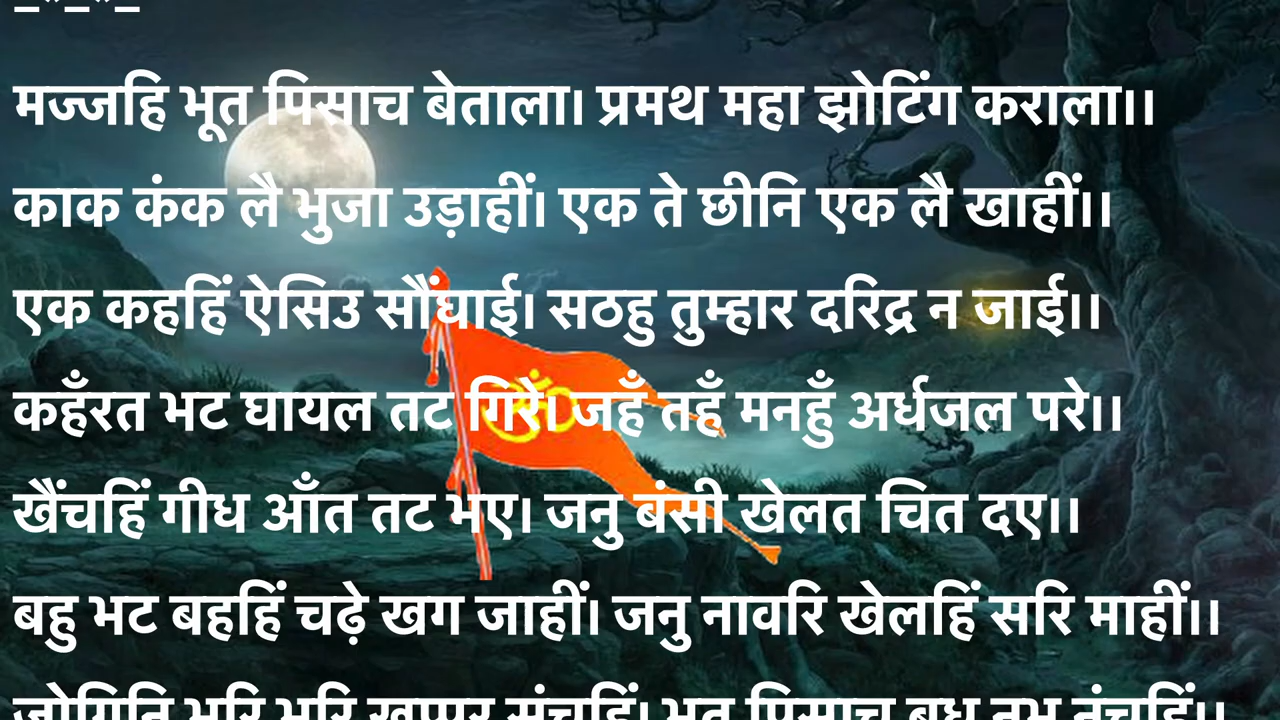 मज्जहि भूत पिसाच बेताला। प्रमथ महा झोटिंग कराला।।
काक कंक लै भुजा उड़ाहीं। एक ते छीनि एक लै खाहीं।।
एक कहहिं ऐसिउ सौंघाई। सठहु तुम्हार दरिद्र न जाई।।
कहँरत भट घायल तट गिरे। जहँ तहँ मनहुँ अर्धजल परे।।
खैंचहिं गीध आँत तट भए। जनु बंसी खेलत चित दए।।
बहु भट बहहिं चढ़े खग जाहीं। जनु नावरि खेलहिं सरि माहीं।।
जोगिनि भरि भरि खप्पर संचहिं। भूत पिसाच बधू नभ नंचहिं।।